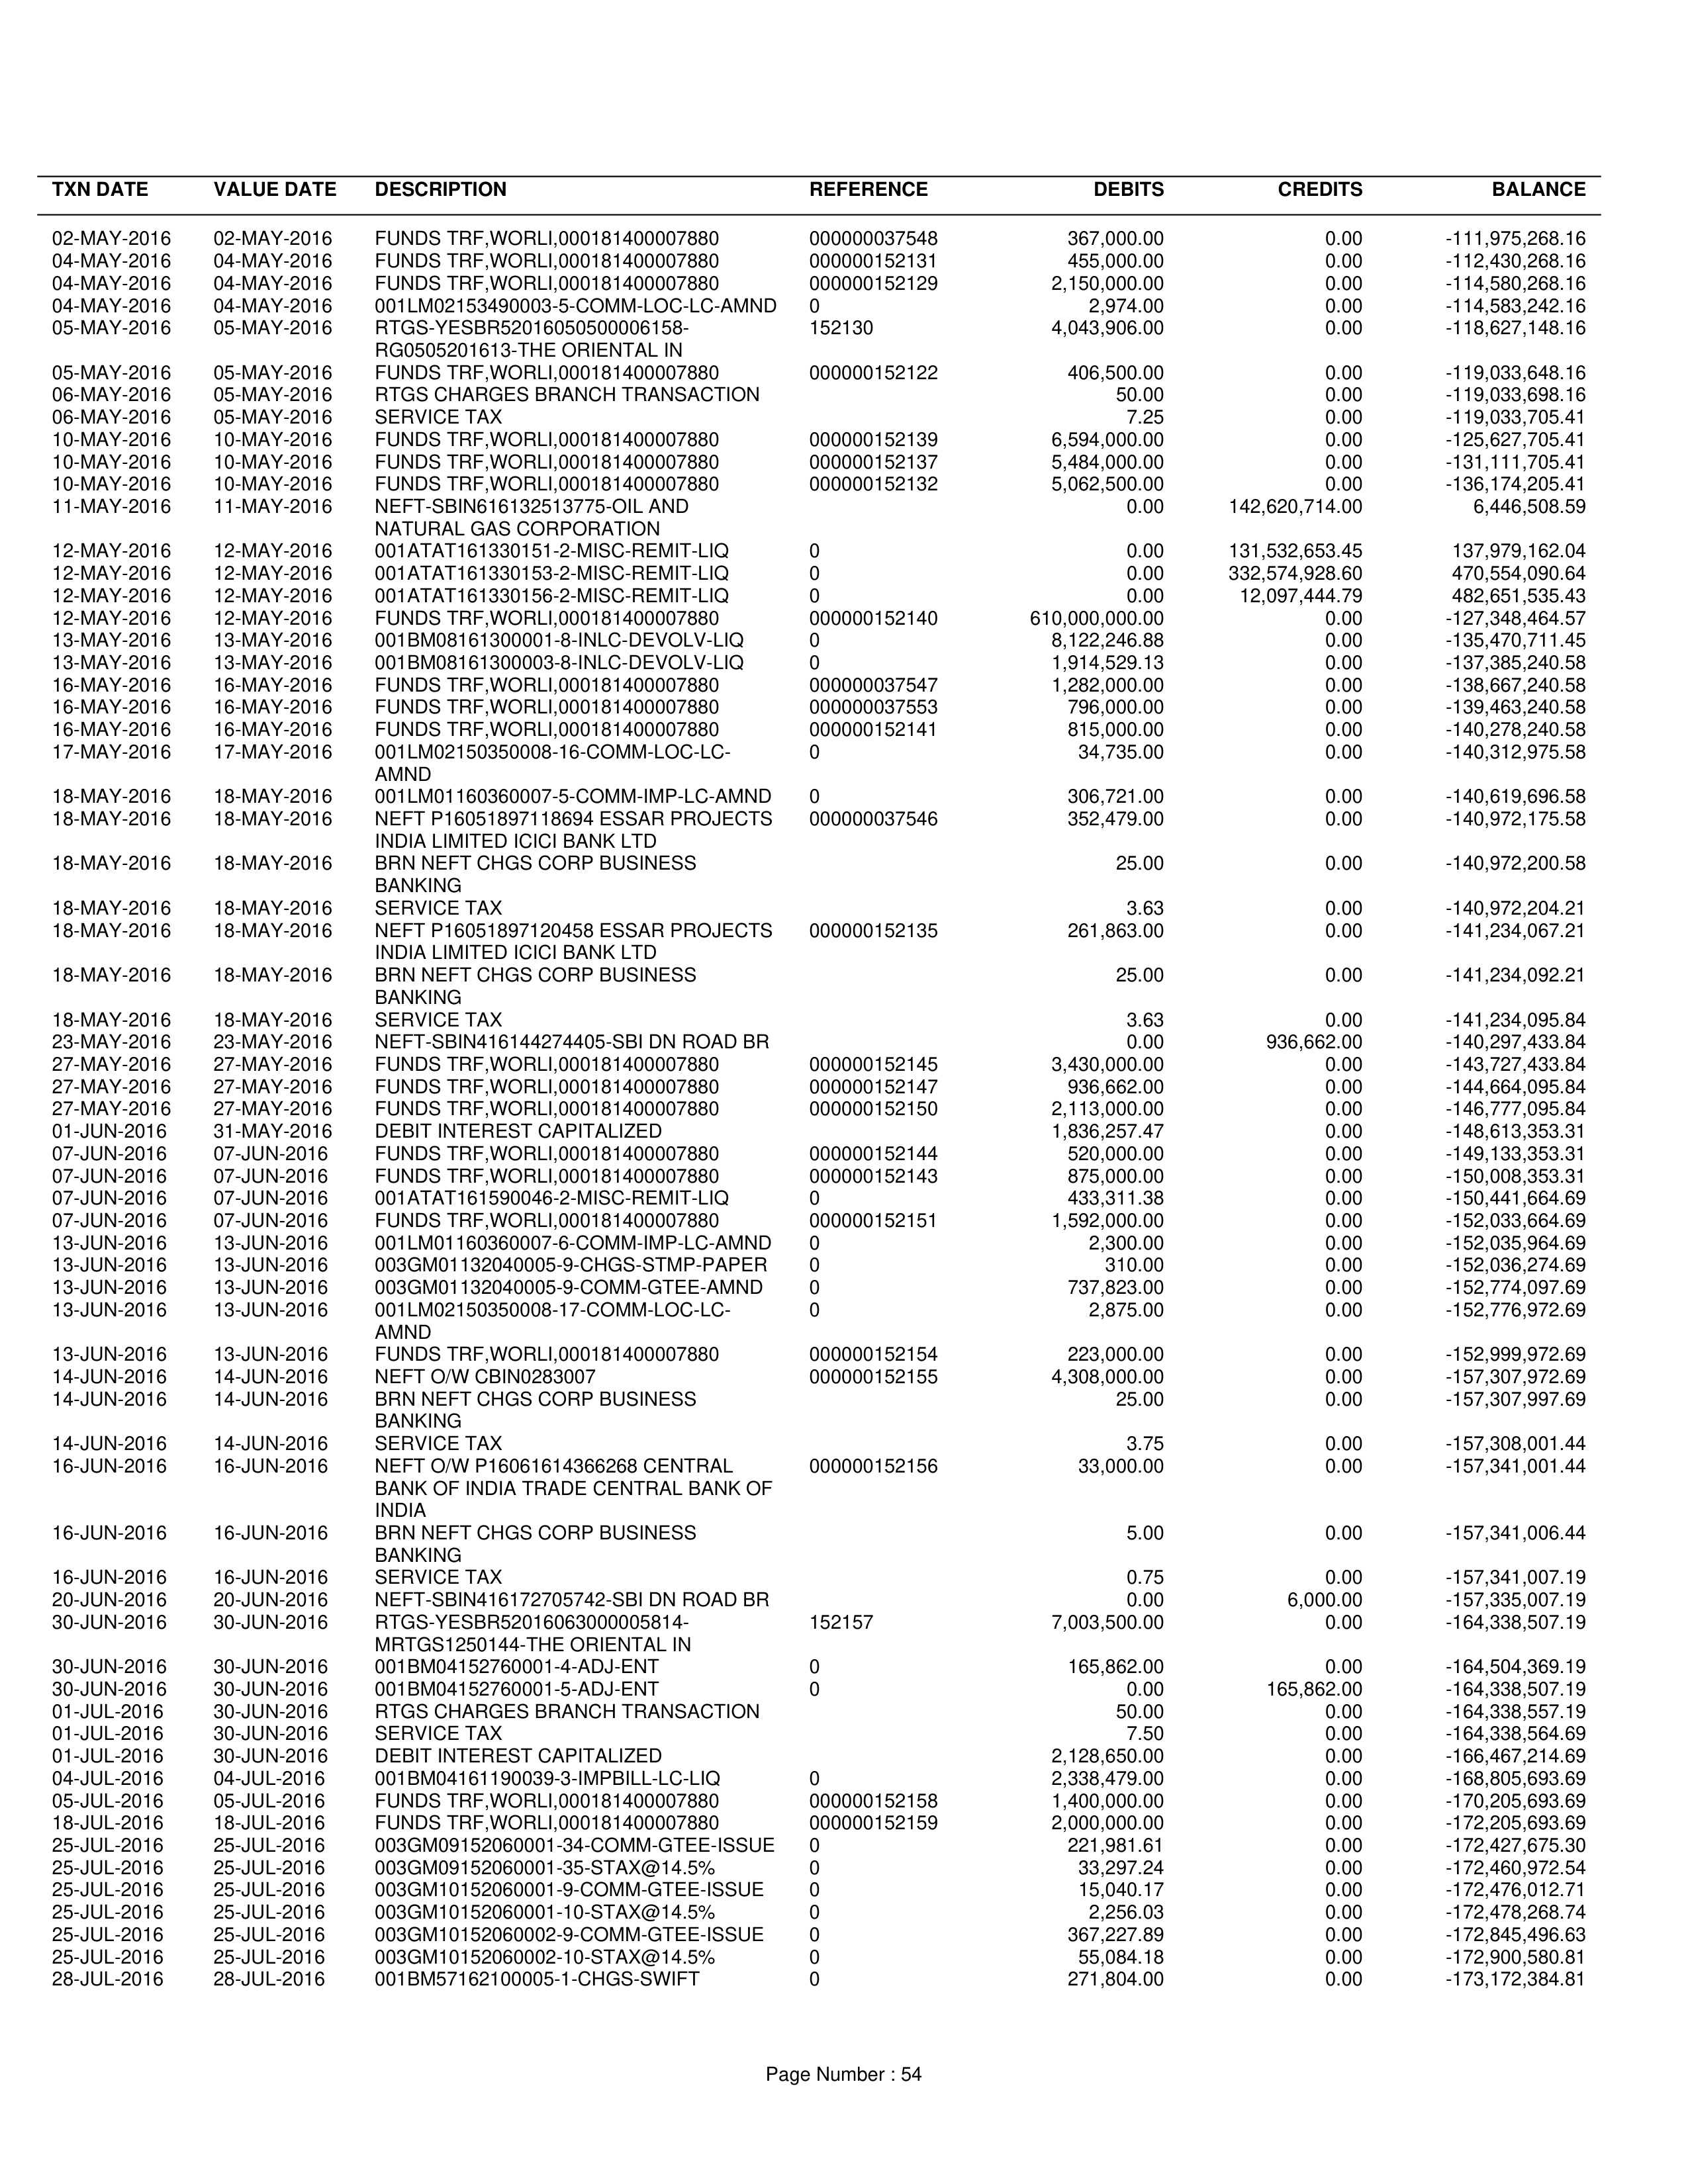 TXN DATE VALUE DATE DESCRIPTION REFERENCE DEBITS CREDITS BALANCE
02-MAY-2016 02-MAY-2016 FUNDS TRF,WORLI,000181400007880 000000037548 367,000.00 0.00 -111,975,268.16
04-MAY-2016 04-MAY-2016 FUNDS TRF,WORLI,000181400007880 000000152131 455,000.00 0.00 -112,430,268.16
04-MAY-2016 04-MAY-2016 FUNDS TRF,WORLI,000181400007880 000000152129 2,150,000.00 0.00 -114,580,268.16
04-MAY-2016 04-MAY-2016 001LM02153490003-5-COMM-LOC-LC-AMND 0 2,974.00 0.00 -114,583,242.16
05-MAY-2016 05-MAY-2016 RTGS-YESBR52016050500006158- 152130 4,043,906.00 0.00 -118,627,148.16
RG0505201613-THE ORIENTAL IN
05-MAY-2016 05-MAY-2016 FUNDS TRF,WORLI,000181400007880 000000152122 406,500.00 0.00 -119,033,648.16
06-MAY-2016 05-MAY-2016 RTGS CHARGES BRANCH TRANSACTION 50.00 0.00 -119,033,698.16
06-MAY-2016 05-MAY-2016 SERVICE TAX 7.25 0.00 -119,033,705.41
10-MAY-2016 10-MAY-2016 FUNDS TRF,WORLI,000181400007880 000000152139 6,594,000.00 0.00 -125,627,705.41
10-MAY-2016 10-MAY-2016 FUNDS TRF,WORLI,000181400007880 000000152137 5,484,000.00 0.00 -131,111,705.41
10-MAY-2016 10-MAY-2016 FUNDS TRF,WORLI,000181400007880 000000152132 5,062,500.00 0.00 -136,174,205.41
11-MAY-2016 11-MAY-2016 NEFT-SBIN616132513775-OIL AND 0.00 142,620,714.00 6,446,508.59
NATURAL GAS CORPORATION
12-MAY-2016 12-MAY-2016 001ATAT161330151-2-MISC-REMIT-LIQ 0 0.00 131,532,653.45 137,979,162.04
12-MAY-2016 12-MAY-2016 001ATAT161330153-2-MISC-REMIT-LIQ 0 0.00 332,574,928.60 470,554,090.64
12-MAY-2016 12-MAY-2016 001ATAT161330156-2-MISC-REMIT-LIQ 0 0.00 12,097,444.79 482,651,535.43
12-MAY-2016 12-MAY-2016 FUNDS TRF,WORLI,000181400007880 000000152140 610,000,000.00 0.00 -127,348,464.57
13-MAY-2016 13-MAY-2016 001BM08161300001-8-INLC-DEVOLV-LIQ 0 8,122,246.88 0.00 -135,470,711.45
13-MAY-2016 13-MAY-2016 001BM08161300003-8-INLC-DEVOLV-LIQ 0 1,914,529.13 0.00 -137,385,240.58
16-MAY-2016 16-MAY-2016 FUNDS TRF,WORLI,000181400007880 000000037547 1,282,000.00 0.00 -138,667,240.58
16-MAY-2016 16-MAY-2016 FUNDS TRF,WORLI,000181400007880 000000037553 796,000.00 0.00 -139,463,240.58
16-MAY-2016 16-MAY-2016 FUNDS TRF,WORLI,000181400007880 000000152141 815,000.00 0.00 -140,278,240.58
17-MAY-2016 17-MAY-2016 001LM02150350008-16-COMM-LOC-LC- 0 34,735.00 0.00 -140,312,975.58
AMND
18-MAY-2016 18-MAY-2016 001LM01160360007-5-COMM-IMP-LC-AMND 0 306,721.00 0.00 -140,619,696.58
18-MAY-2016 18-MAY-2016 NEFT P16051897118694 ESSAR PROJECTS 000000037546 352,479.00 0.00 -140,972,175.58
INDIA LIMITED ICICI BANK LTD
18-MAY-2016 18-MAY-2016 BRN NEFT CHGS CORP BUSINESS 25.00 0.00 -140,972,200.58
BANKING
18-MAY-2016 18-MAY-2016 SERVICE TAX 3.63 0.00 -140,972,204.21
18-MAY-2016 18-MAY-2016 NEFT P16051897120458 ESSAR PROJECTS 000000152135 261,863.00 0.00 -141,234,067.21
INDIA LIMITED ICICI BANK LTD
18-MAY-2016 18-MAY-2016 BRN NEFT CHGS CORP BUSINESS 25.00 0.00 -141,234,092.21
BANKING
18-MAY-2016 18-MAY-2016 SERVICE TAX 3.63 0.00 -141,234,095.84
23-MAY-2016 23-MAY-2016 NEFT-SBIN416144274405-SBI DN ROAD BR 0.00 936,662.00 -140,297,433.84
27-MAY-2016 27-MAY-2016 FUNDS TRF,WORLI,000181400007880 000000152145 3,430,000.00 0.00 -143,727,433.84
27-MAY-2016 27-MAY-2016 FUNDS TRF,WORLI,000181400007880 000000152147 936,662.00 0.00 -144,664,095.84
27-MAY-2016 27-MAY-2016 FUNDS TRF,WORLI,000181400007880 000000152150 2,113,000.00 0.00 -146,777,095.84
01-JUN-2016 31-MAY-2016 DEBIT INTEREST CAPITALIZED 1,836,257.47 0.00 -148,613,353.31
07-JUN-2016 07-JUN-2016 FUNDS TRF,WORLI,000181400007880 000000152144 520,000.00 0.00 -149,133,353.31
07-JUN-2016 07-JUN-2016 FUNDS TRF,WORLI,000181400007880 000000152143 875,000.00 0.00 -150,008,353.31
07-JUN-2016 07-JUN-2016 001ATAT161590046-2-MISC-REMIT-LIQ 0 433,311.38 0.00 -150,441,664.69
07-JUN-2016 07-JUN-2016 FUNDS TRF,WORLI,000181400007880 000000152151 1,592,000.00 0.00 -152,033,664.69
13-JUN-2016 13-JUN-2016 001LM01160360007-6-COMM-IMP-LC-AMND 0 2,300.00 0.00 -152,035,964.69
13-JUN-2016 13-JUN-2016 003GM01132040005-9-CHGS-STMP-PAPER 0 310.00 0.00 -152,036,274.69
13-JUN-2016 13-JUN-2016 003GM01132040005-9-COMM-GTEE-AMND 0 737,823.00 0.00 -152,774,097.69
13-JUN-2016 13-JUN-2016 001LM02150350008-17-COMM-LOC-LC- 0 2,875.00 0.00 -152,776,972.69
AMND
13-JUN-2016 13-JUN-2016 FUNDS TRF,WORLI,000181400007880 000000152154 223,000.00 0.00 -152,999,972.69
14-JUN-2016 14-JUN-2016 NEFT O/W CBIN0283007 000000152155 4,308,000.00 0.00 -157,307,972.69
14-JUN-2016 14-JUN-2016 BRN NEFT CHGS CORP BUSINESS 25.00 0.00 -157,307,997.69
BANKING
14-JUN-2016 14-JUN-2016 SERVICE TAX 3.75 0.00 -157,308,001.44
16-JUN-2016 16-JUN-2016 NEFT O/W P16061614366268 CENTRAL 000000152156 33,000.00 0.00 -157,341,001.44
BANK OF INDIA TRADE CENTRAL BANK OF
INDIA
16-JUN-2016 16-JUN-2016 BRN NEFT CHGS CORP BUSINESS 5.00 0.00 -157,341,006.44
BANKING
16-JUN-2016 16-JUN-2016 SERVICE TAX 0.75 0.00 -157,341,007.19
20-JUN-2016 20-JUN-2016 NEFT-SBIN416172705742-SBI DN ROAD BR 0.00 6,000.00 -157,335,007.19
30-JUN-2016 30-JUN-2016 RTGS-YESBR52016063000005814- 152157 7,003,500.00 0.00 -164,338,507.19
MRTGS1250144-THE ORIENTAL IN
30-JUN-2016 30-JUN-2016 001BM04152760001-4-ADJ-ENT 0 165,862.00 0.00 -164,504,369.19
30-JUN-2016 30-JUN-2016 001BM04152760001-5-ADJ-ENT 0 0.00 165,862.00 -164,338,507.19
01-JUL-2016 30-JUN-2016 RTGS CHARGES BRANCH TRANSACTION 50.00 0.00 -164,338,557.19
01-JUL-2016 30-JUN-2016 SERVICE TAX 7.50 0.00 -164,338,564.69
01-JUL-2016 30-JUN-2016 DEBIT INTEREST CAPITALIZED 2,128,650.00 0.00 -166,467,214.69
04-JUL-2016 04-JUL-2016 001BM04161190039-3-IMPBILL-LC-LIQ 0 2,338,479.00 0.00 -168,805,693.69
05-JUL-2016 05-JUL-2016 FUNDS TRF,WORLI,000181400007880 000000152158 1,400,000.00 0.00 -170,205,693.69
18-JUL-2016 18-JUL-2016 FUNDS TRF,WORLI,000181400007880 000000152159 2,000,000.00 0.00 -172,205,693.69
25-JUL-2016 25-JUL-2016 003GM09152060001-34-COMM-GTEE-ISSUE 0 221,981.61 0.00 -172,427,675.30
25-JUL-2016 25-JUL-2016 003GM09152060001-35-STAX@14.5% 0 33,297.24 0.00 -172,460,972.54
25-JUL-2016 25-JUL-2016 003GM10152060001-9-COMM-GTEE-ISSUE 0 15,040.17 0.00 -172,476,012.71
25-JUL-2016 25-JUL-2016 003GM10152060001-10-STAX@14.5% 0 2,256.03 0.00 -172,478,268.74
25-JUL-2016 25-JUL-2016 003GM10152060002-9-COMM-GTEE-ISSUE 0 367,227.89 0.00 -172,845,496.63
25-JUL-2016 25-JUL-2016 003GM10152060002-10-STAX@14.5% 0 55,084.18 0.00 -172,900,580.81
28-JUL-2016 28-JUL-2016 001BM57162100005-1-CHGS-SWIFT 0 271,804.00 0.00 -173,172,384.81
Page Number : 54